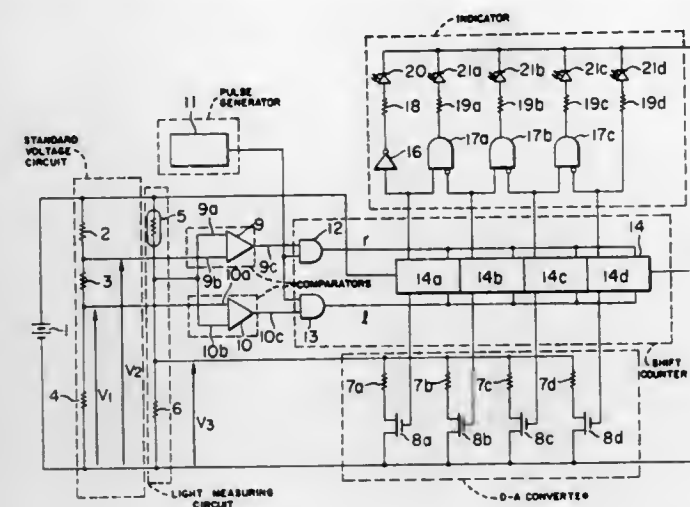 INDICATOR
20
21a
21b
21c
21d
18
19a
19b
19c
19d
PULSE
GENERATOR
11
16
17a
17b
17c
STANDARD
VOLTAGE
CIRCUIT
5
9a
9
12
r
14
2
9b
9c
3
10a
COMPARATORS
14a
14b
14c
14d
1
10
10c
13
l
10b
SHIFT
COUNTER
V2
V1
4
6
V3
7a
7b
7c
7d
8a
8b
8c
8d
LIGHT MEASURING
CIRCUIT
D-A CONVERTE